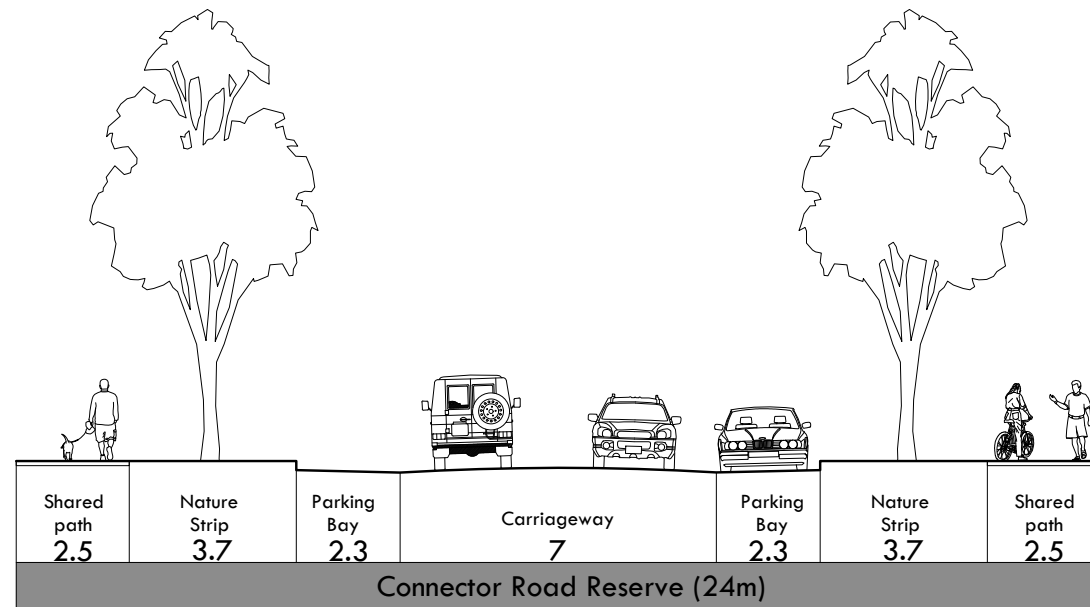 Shared
path
2.5
Nature
Strip
3.7
Parking
Bay
2.3
Carriageway
7
Parking
Bay
2.3
Nature
Strip
3.7
Shared
path
2.5
Connector Road Reserve (24m)